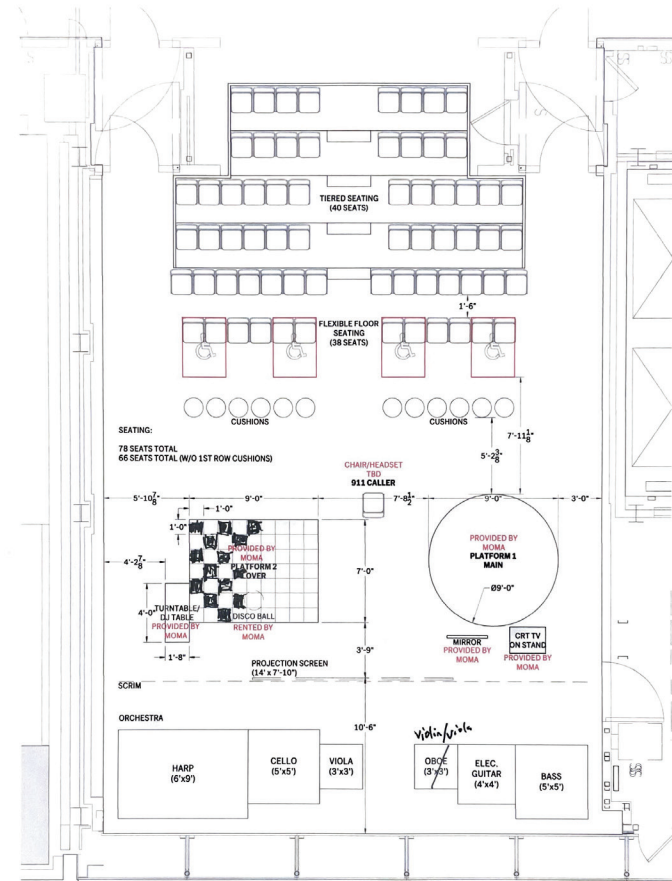 TIERED SEATING
(40 SEATS)
1'-6"
FLEXIBLE FLOOR
SEATING
(38 SEATS)
CUSHIONS
CUSHIONS
7'-11 1/8"
5'-2 3/8"
SEATING:
78 SEATS TOTAL
66 SEATS TOTAL (W/O 1ST ROW CUSHIONS)
CHAIR/HEADSET
TBD
911 CALLER
5'-10 7/8"
9'-0"
7'-8 1/2"
9'-0"
3'-0"
1'-0"
1'-0"
PROVIDED BY
MOMA
PLATFORM 2
LOVER
PROVIDED BY
MOMA
PLATFORM 1
MAIN
4'-2 7/8"
7'-0"
Ø9'-0"
4'-0"
TURNTABLE/
DJ TABLE
PROVIDED BY
MOMA
DISCO BALL
RENTED BY
MOMA
1'-8"
3'-9"
MIRROR
PROVIDED BY
MOMA
CRT TV
ON STAND
PROVIDED BY
MOMA
PROJECTION SCREEN
(14' x 7'-10")
SCRIM
10'-6"
ORCHESTRA
violin/viola
HARP
(6'x9')
CELLO
(5'x5')
VIOLA
(3'x3')
OBOE
(3'x3')
ELEC.
GUITAR
(4'x4')
BASS
(5'x5')